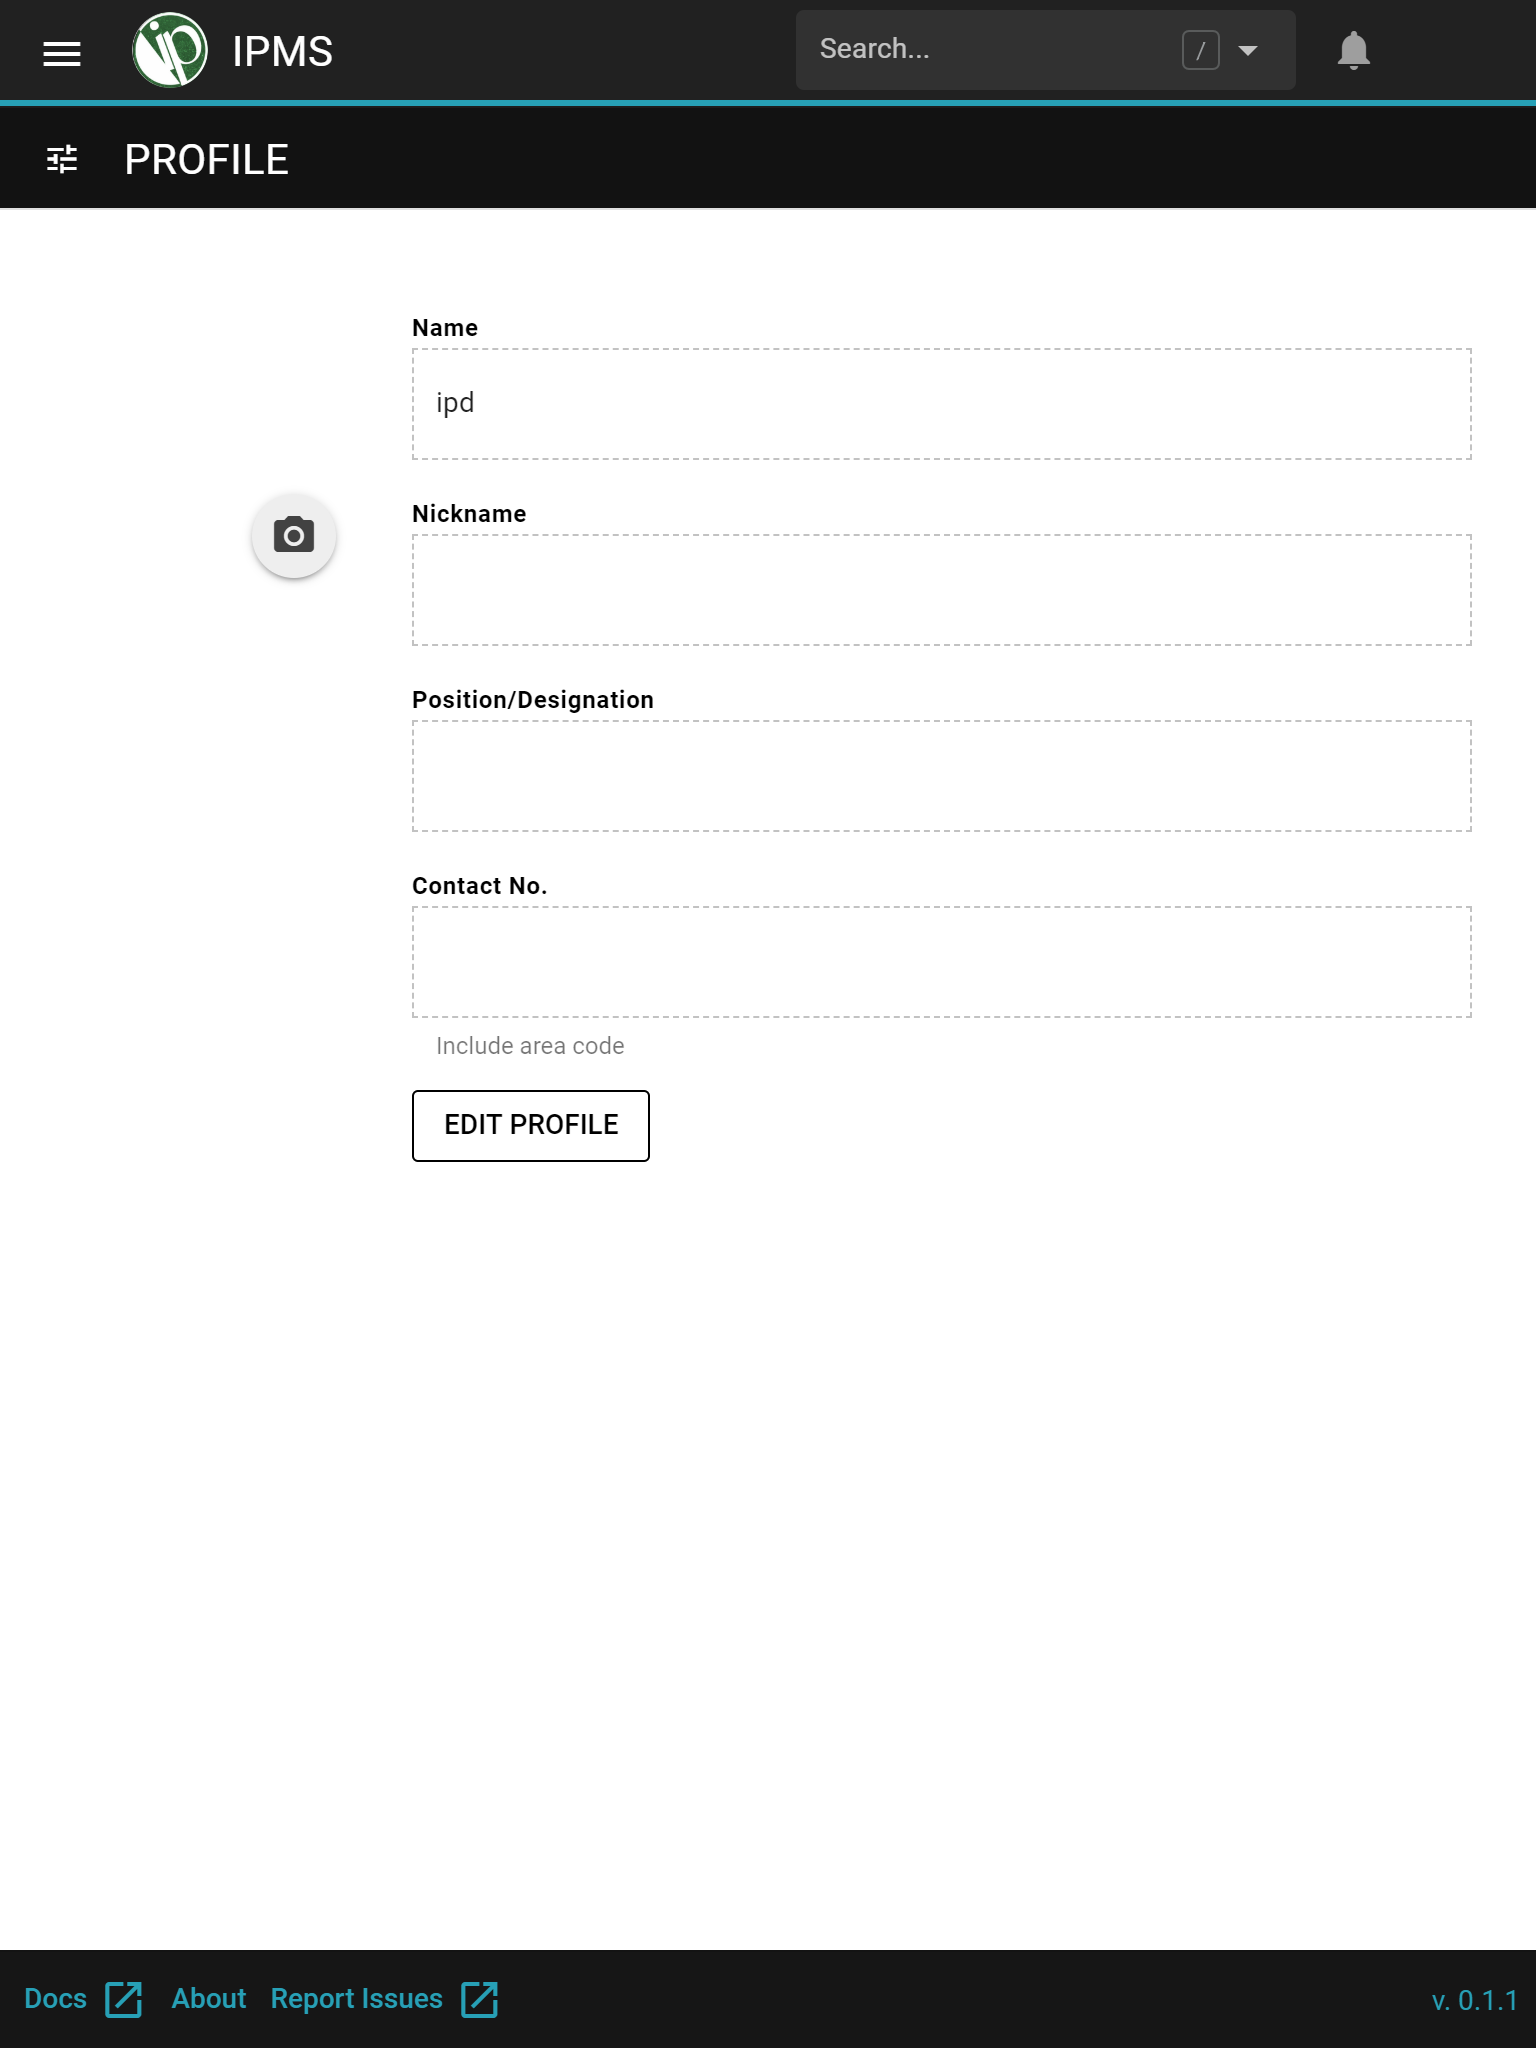 IPMS
Search...
/
PROFILE
Name
ipd
Nickname
Position/Designation
Contact No.
Include area code
EDIT PROFILE
Docs About Report Issues
v. 0.1.1